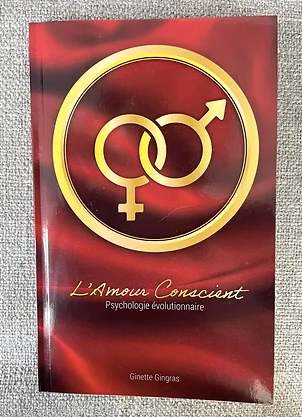 L'Amour Conscient
Psychologie évolutionnaire
Ginette Gingras